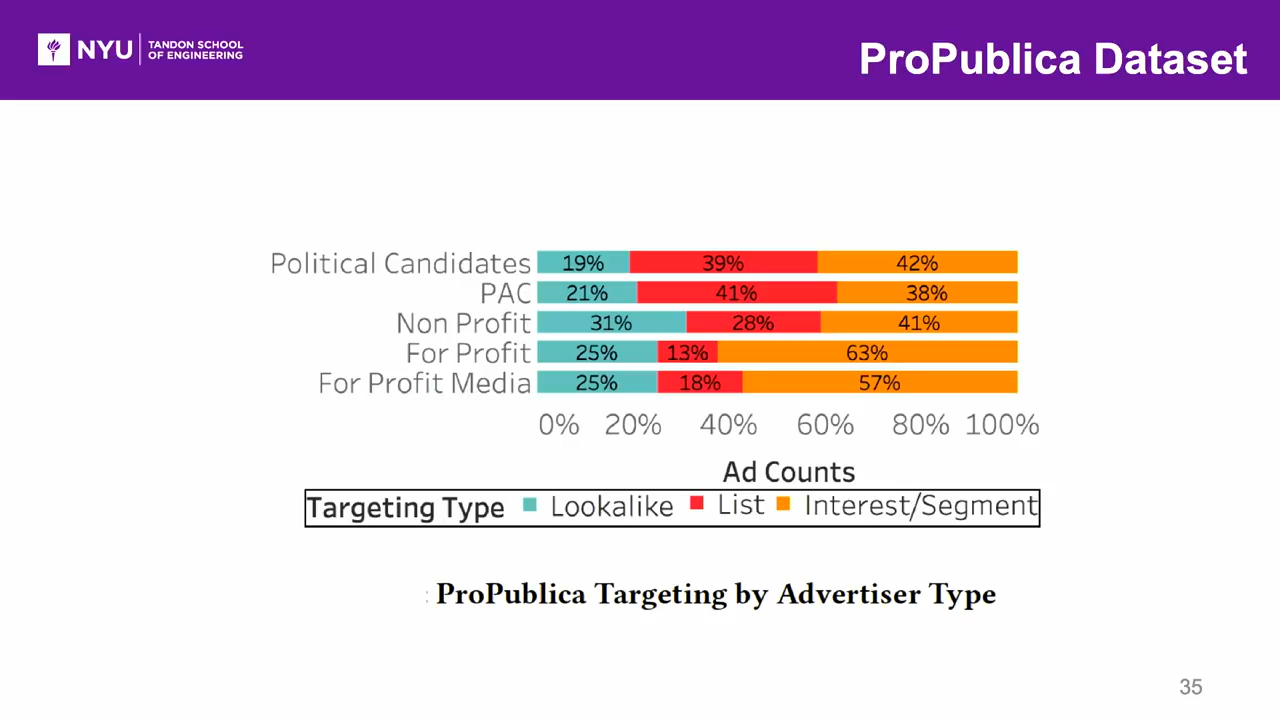 NYU
TANDON SCHOOL
OF ENGINEERING
ProPublica Dataset
Political Candidates 19% 39% 42%
PAC 21% 41% 38%
Non Profit 31% 28% 41%
For Profit 25% 13% 63%
For Profit Media 25% 18% 57%
0% 20% 40% 60% 80% 100%
Ad Counts
Targeting Type Lookalike List Interest/Segment
: ProPublica Targeting by Advertiser Type
35